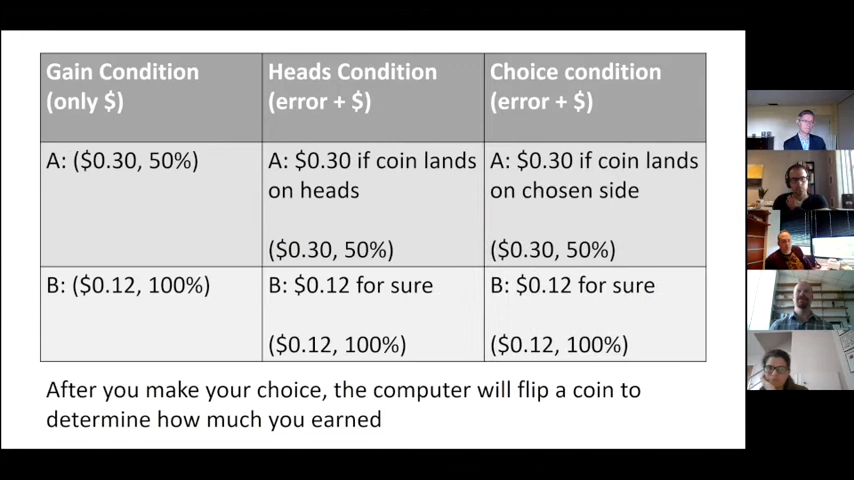 Gain Condition
(only $)
Heads Condition
(error + $)
Choice condition
(error + $)
A: ($0.30, 50%)
A: $0.30 if coin lands
on heads
($0.30, 50%)
A: $0.30 if coin lands
on chosen side
($0.30, 50%)
B: ($0.12, 100%)
B: $0.12 for sure
($0.12, 100%)
B: $0.12 for sure
($0.12, 100%)
After you make your choice, the computer will flip a coin to
determine how much you earned